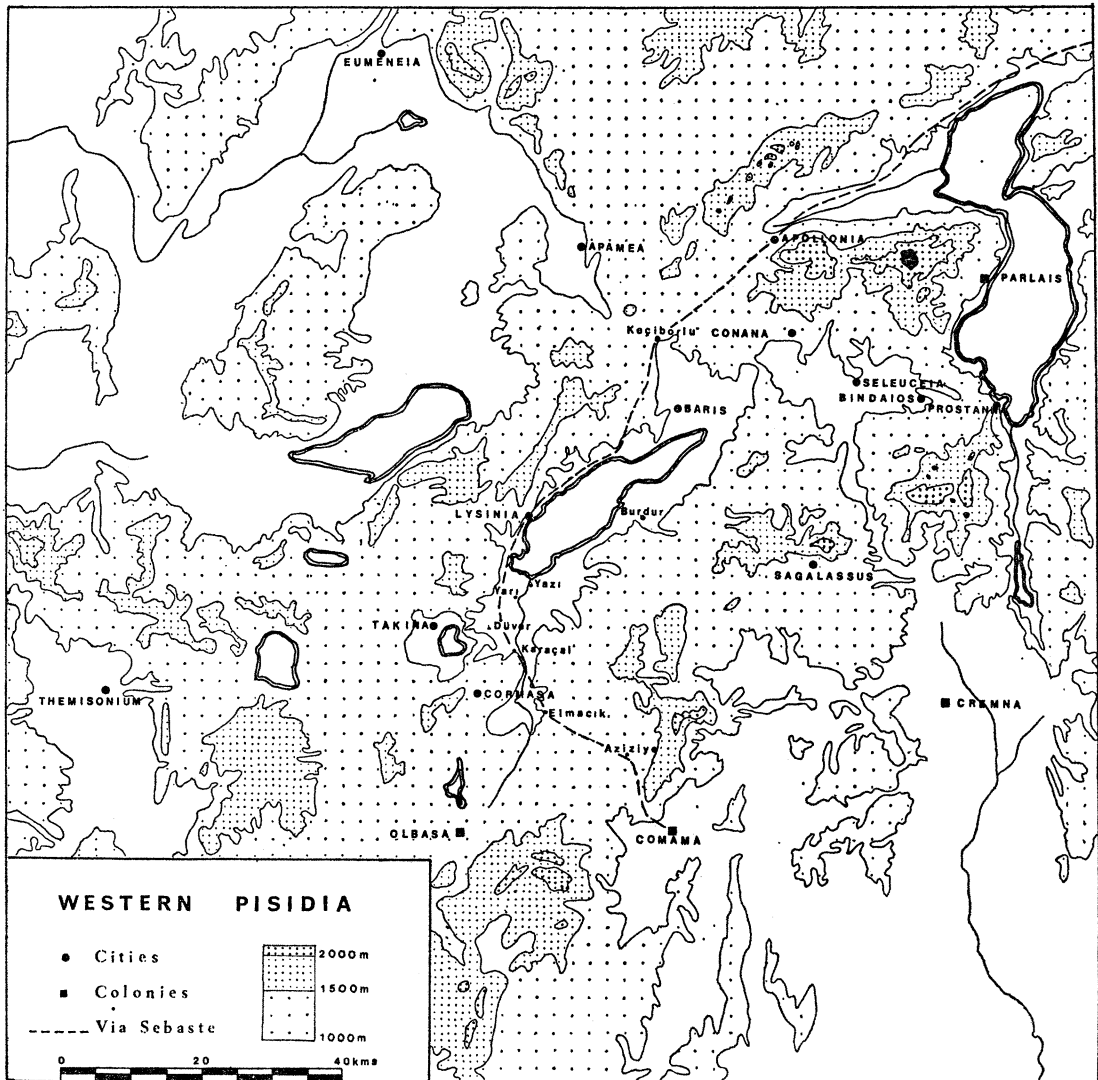 EUMENEIA
APAMEA
APOLLONIA
PARLAIS
Keçiborlu
CONANA
SELEUCEIA
BINDAIOS
PROSTANNA
BARIS
LYSINIA
Burdur
SAGALASSUS
Yazı
Yarı
TAKINA
Düver
Karaçal
THEMISONIUM
CORMASA
CREMNA
Elmacık.
Aziziye
OLBASA
COMAMA
WESTERN PISIDIA
Cities
Colonies
Via Sebaste
2000m
1500m
1000m
0 20 40kms